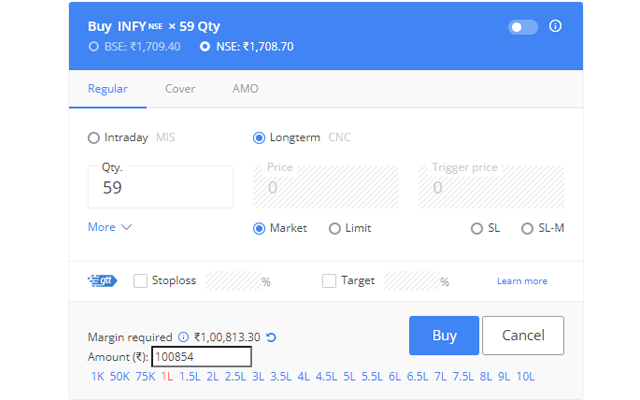 Buy INFY NSE × 59 Qty
BSE: ₹1,709.40 NSE: ₹1,708.70
Regular Cover AMO
Intraday MIS Longterm CNC
Qty. Price Trigger price
59 0 0
More Market Limit SL SL-M
gtt Stoploss % Target % Learn more
Margin required ₹1,00,813.30 Buy Cancel
Amount (₹): 100854
1K 50K 75K 1L 1.5L 2L 2.5L 3L 3.5L 4L 4.5L 5L 5.5L 6L 6.5L 7L 7.5L 8L 9L 10L